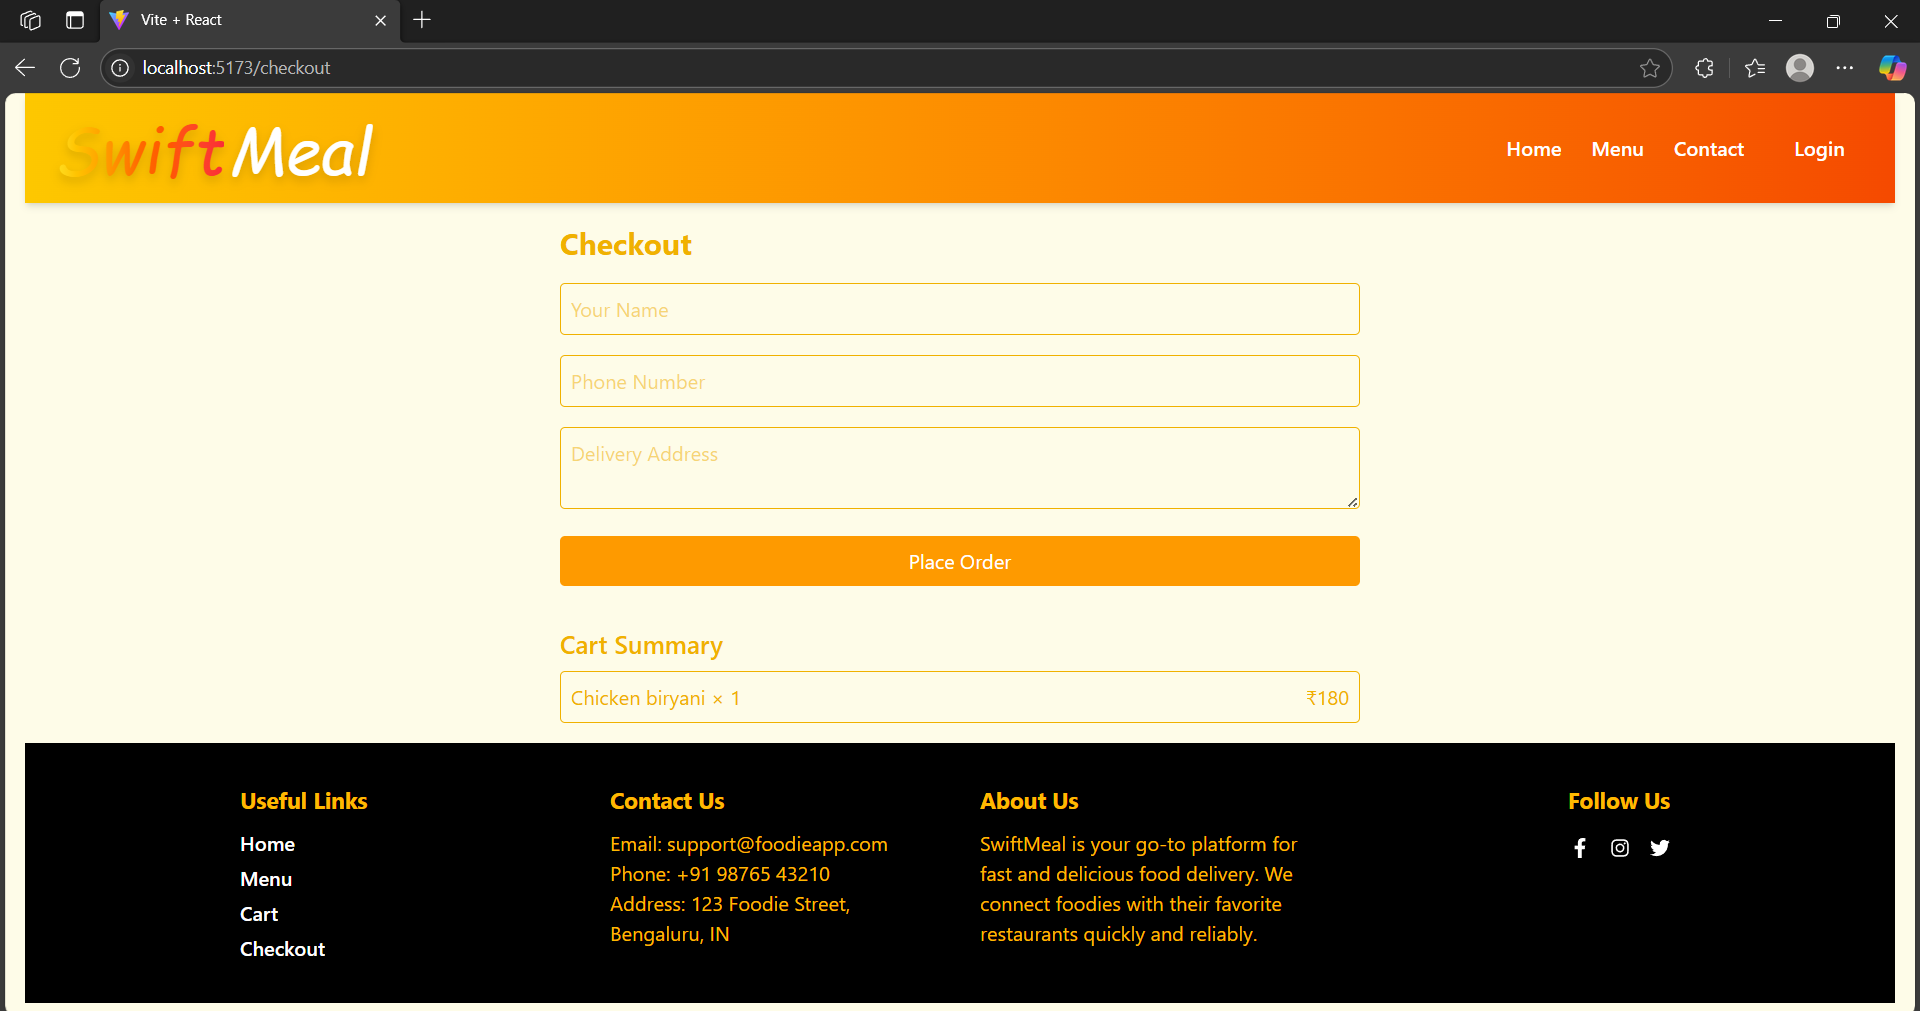 Vite + React
localhost:5173/checkout
SwiftMeal
Home Menu Contact Login
Checkout
Your Name
Phone Number
Delivery Address
Place Order
Cart Summary
Chicken biryani × 1 ₹180
Useful Links
Home
Menu
Cart
Checkout
Contact Us
Email: support@foodieapp.com
Phone: +91 98765 43210
Address: 123 Foodie Street,
Bengaluru, IN
About Us
SwiftMeal is your go-to platform for
fast and delicious food delivery. We
connect foodies with their favorite
restaurants quickly and reliably.
Follow Us